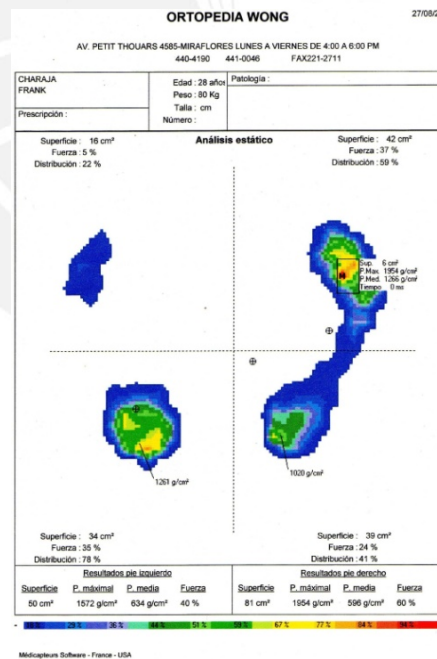 ORTOPEDIA WONG
27/08/2
AV. PETIT THOUARS 4585-MIRAFLORES LUNES A VIERNES DE 4:00 A 6:00 PM
440-4190 441-0046 FAX221-2711
CHARAJA
FRANK
Edad : 28 años
Patología :
Peso : 80 Kg
Talla : cm
Prescripción :
Número :
Superficie : 16 cm²
Fuerza : 5 %
Distribución : 22 %
Análisis estático
Superficie : 42 cm²
Fuerza : 37 %
Distribución : 59 %
Sup. 6 cm²
P.Max. 1954 g/cm²
P.Med. 1266 g/cm²
Tiempo 0 ms
1261 g/cm²
1020 g/cm²
Superficie : 34 cm²
Fuerza : 35 %
Distribución : 78 %
Superficie : 39 cm²
Fuerza : 24 %
Distribución : 41 %
Resultados pie izquierdo
Superficie P. máximal P. media Fuerza
50 cm² 1572 g/cm² 634 g/cm² 40 %
Resultados pie derecho
Superficie P. máximal P. media Fuerza
81 cm² 1954 g/cm² 596 g/cm² 60 %
29 % 36 % 44 % 51 % 59 % 67 % 77 % 84 % 94 %
Médicapteurs Software - France - USA